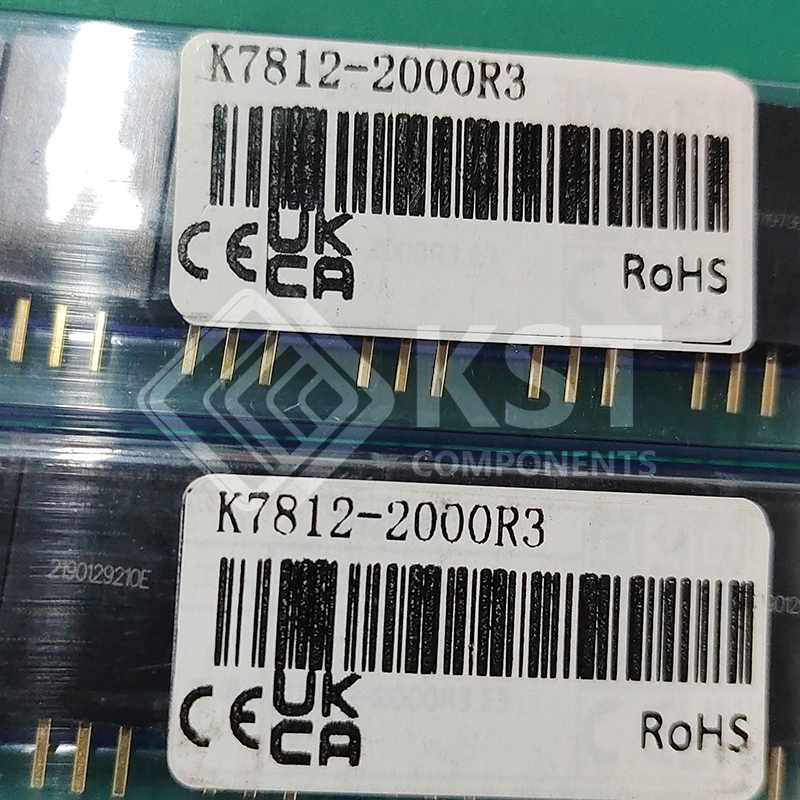 K7812-2000R3
CE UK
CA
RoHS
KST
COMPONENTS
K7812-2000R3
2190129210E
CE UK
CA
RoHS